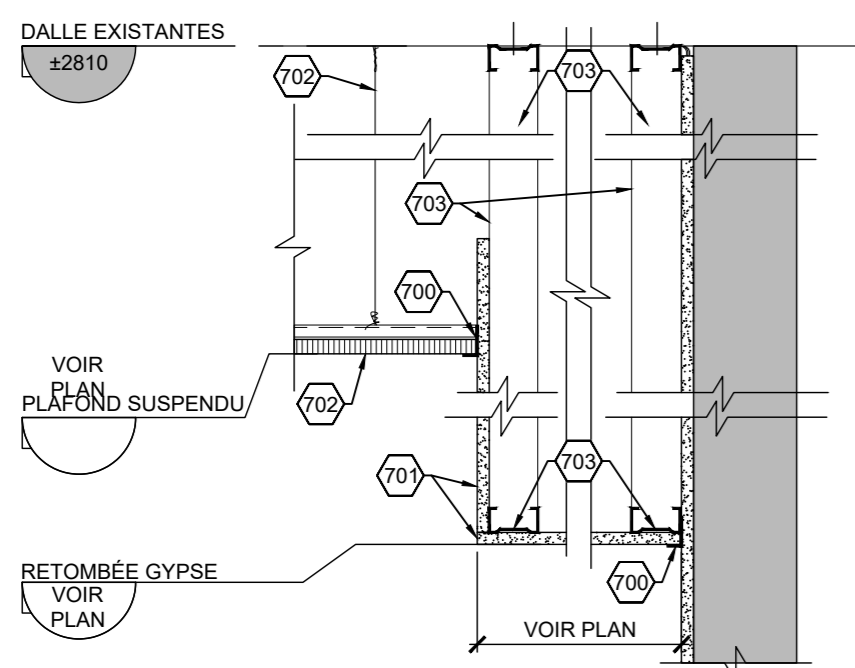 DALLE EXISTANTES
±2810
702
703
703
700
VOIR
PLAN
PLAFOND SUSPENDU
702
701
703
RETOMBÉE GYPSE
VOIR
PLAN
700
VOIR PLAN